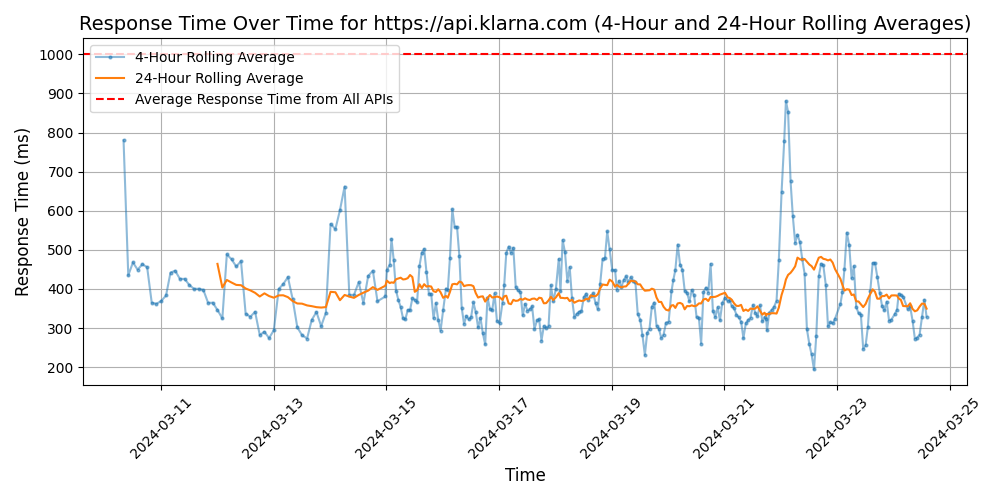 Response Time Over Time for https://api.klarna.com (4-Hour and 24-Hour Rolling Averages)
4-Hour Rolling Average
24-Hour Rolling Average
Average Response Time from All APIs
Response Time (ms)
1000
900
800
700
600
500
400
300
200
2024-03-11
2024-03-13
2024-03-15
2024-03-17
2024-03-19
2024-03-21
2024-03-23
2024-03-25
Time